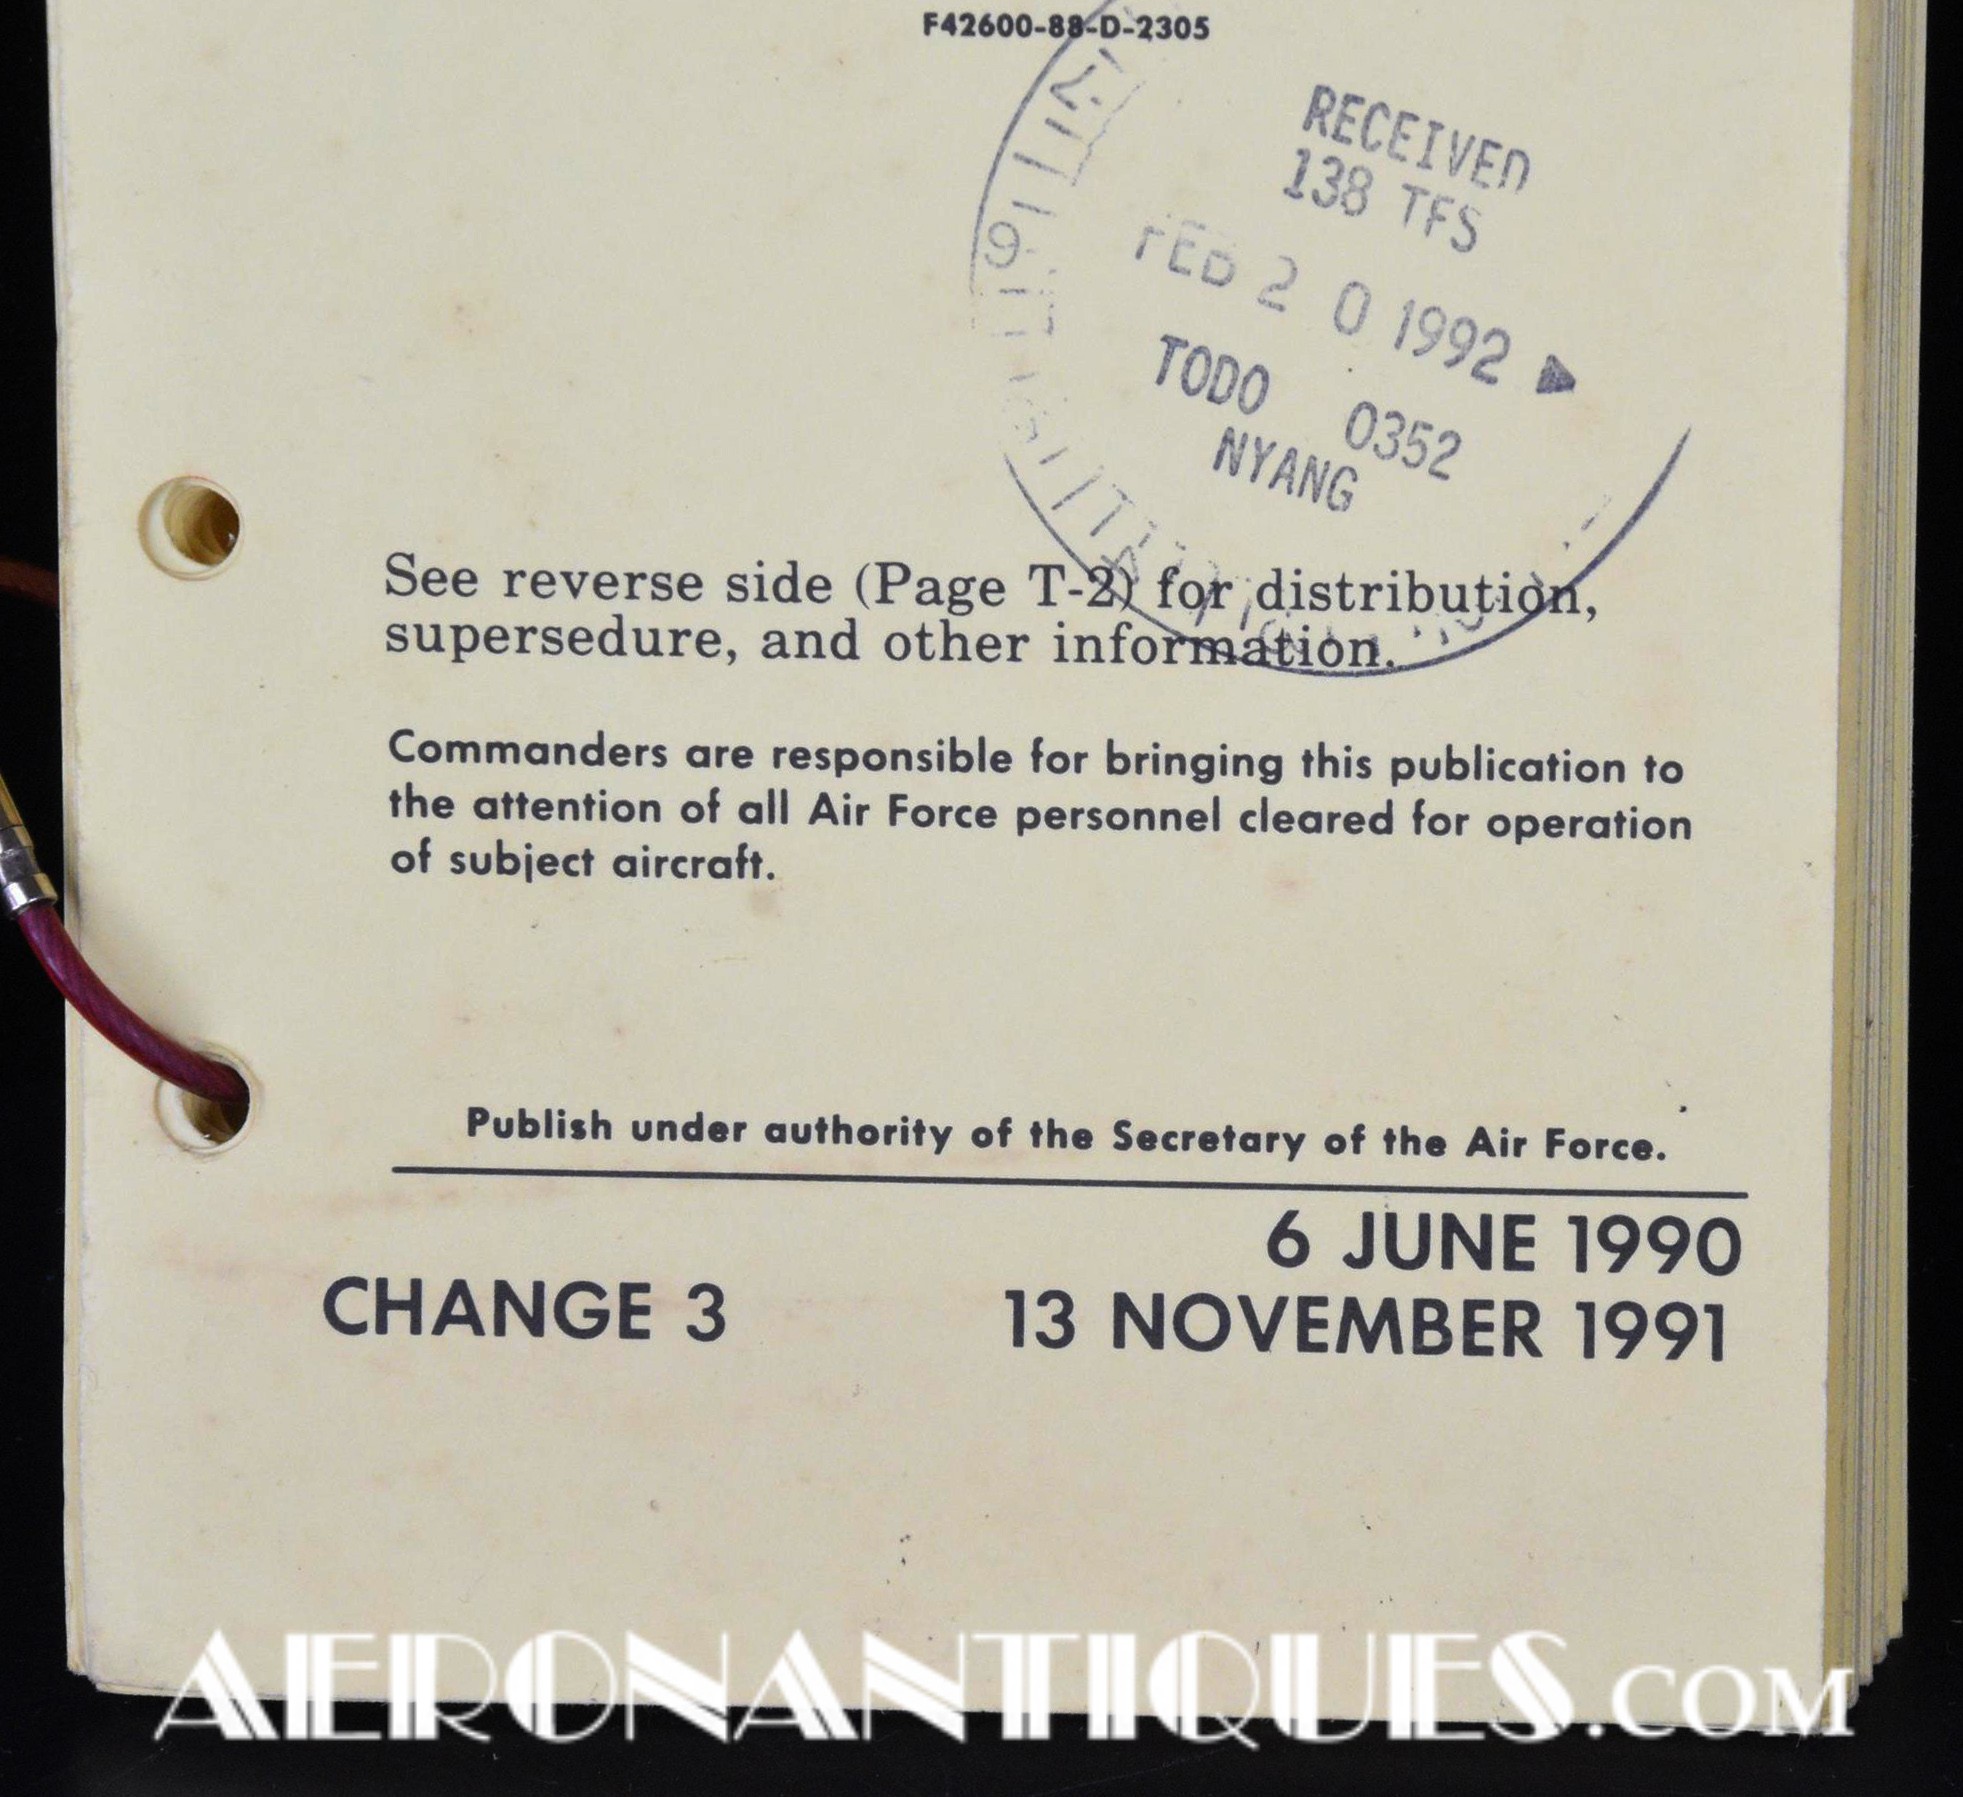 F42600-88-D-2305
RECEIVED
138 TFS
FEB 20 1992
TODO 0352
NYANG
See reverse side (Page T-2) for distribution,
supersedure, and other information.
Commanders are responsible for bringing this publication to
the attention of all Air Force personnel cleared for operation
of subject aircraft.
Publish under authority of the Secretary of the Air Force.
6 JUNE 1990
CHANGE 3 13 NOVEMBER 1991
AERONANTIQUES.COM